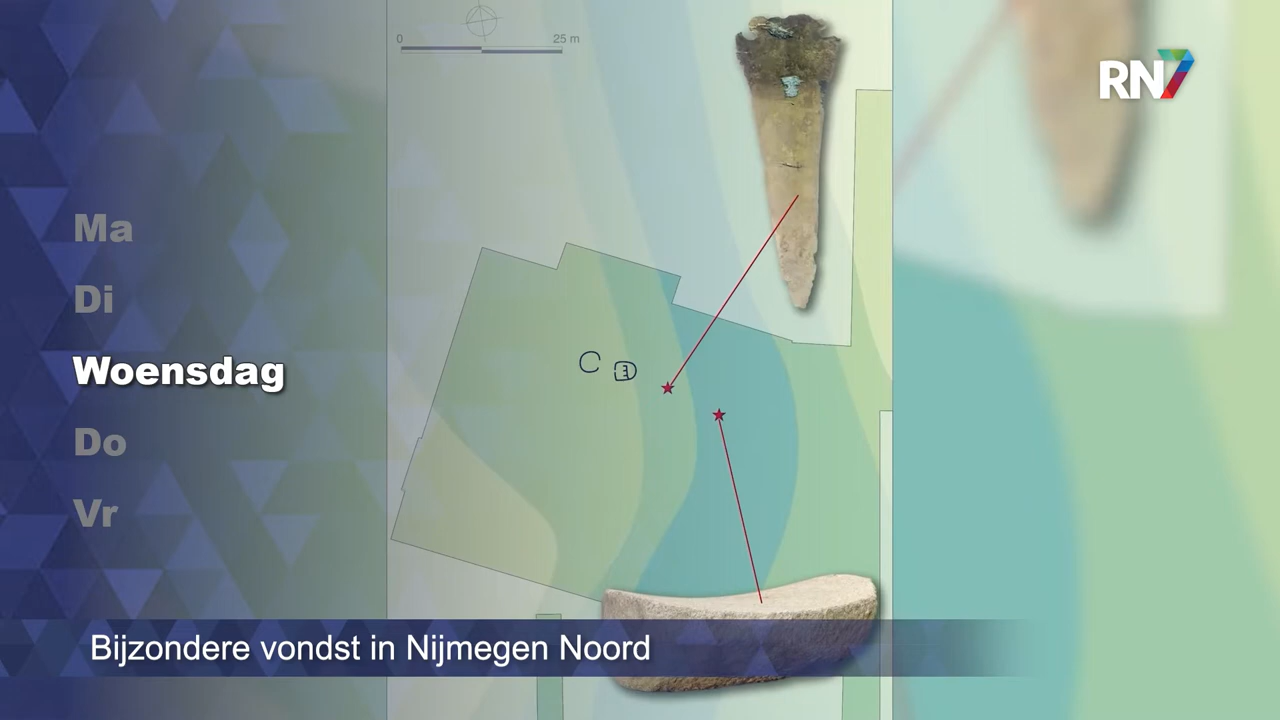 0 25 m
RN7
Ma
Di
Woensdag
Do
Vr
Bijzondere vondst in Nijmegen Noord